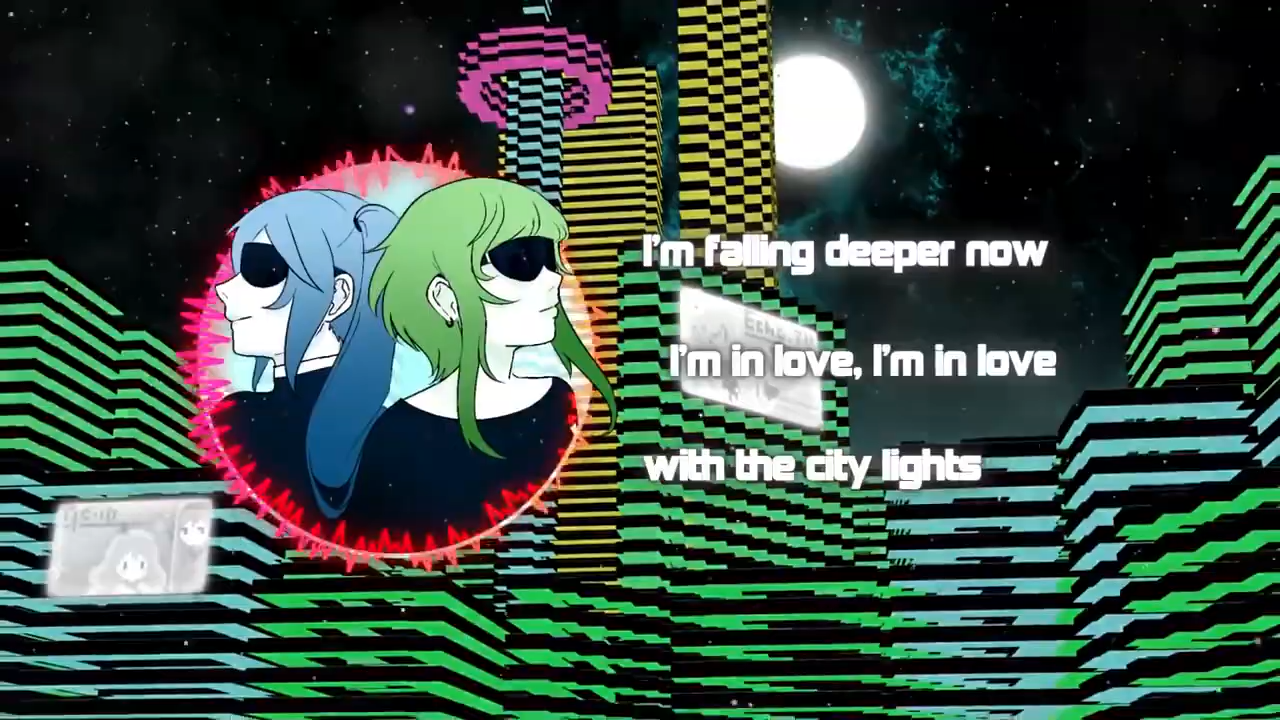 I'm falling deeper now
I'm in love, I'm in love
with the city lights